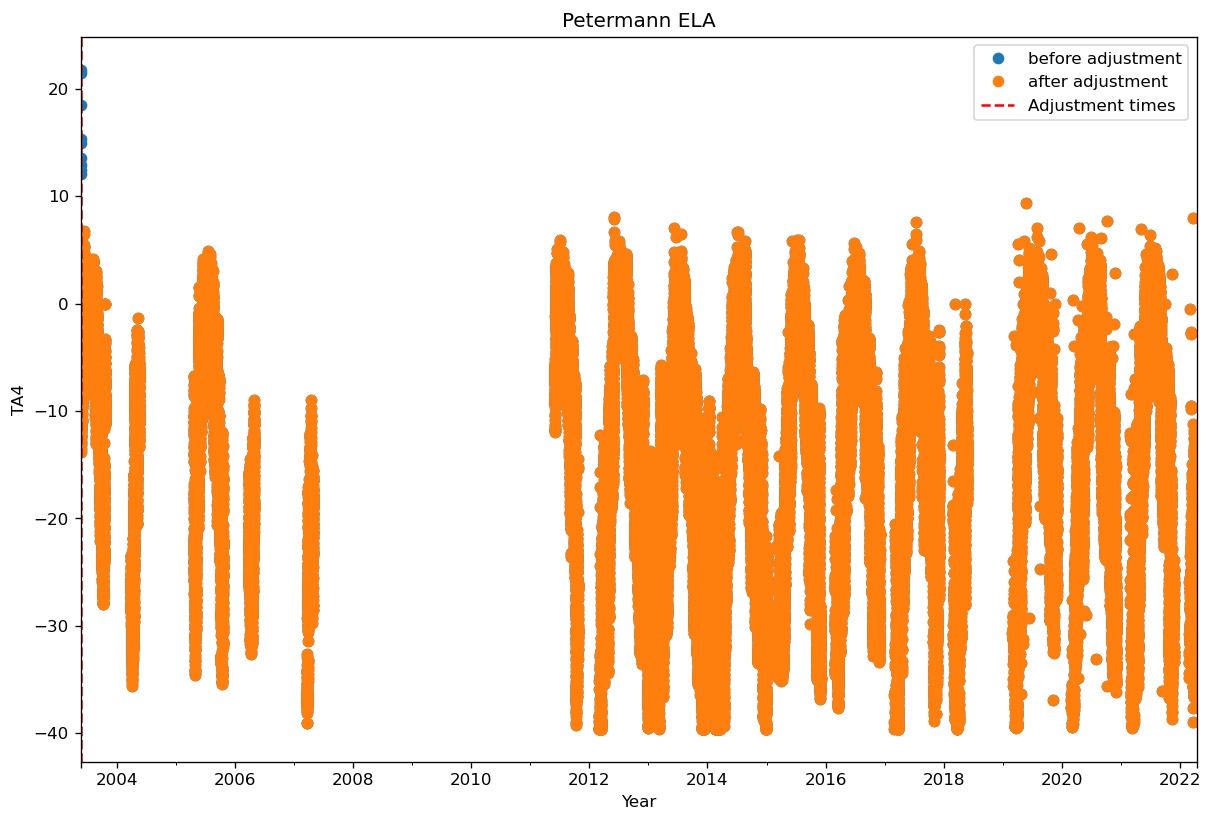 Petermann ELA
before adjustment
after adjustment
Adjustment times
TA4
20
10
0
−10
−20
−30
−40
2004 2006 2008 2010 2012 2014 2016 2018 2020 2022
Year